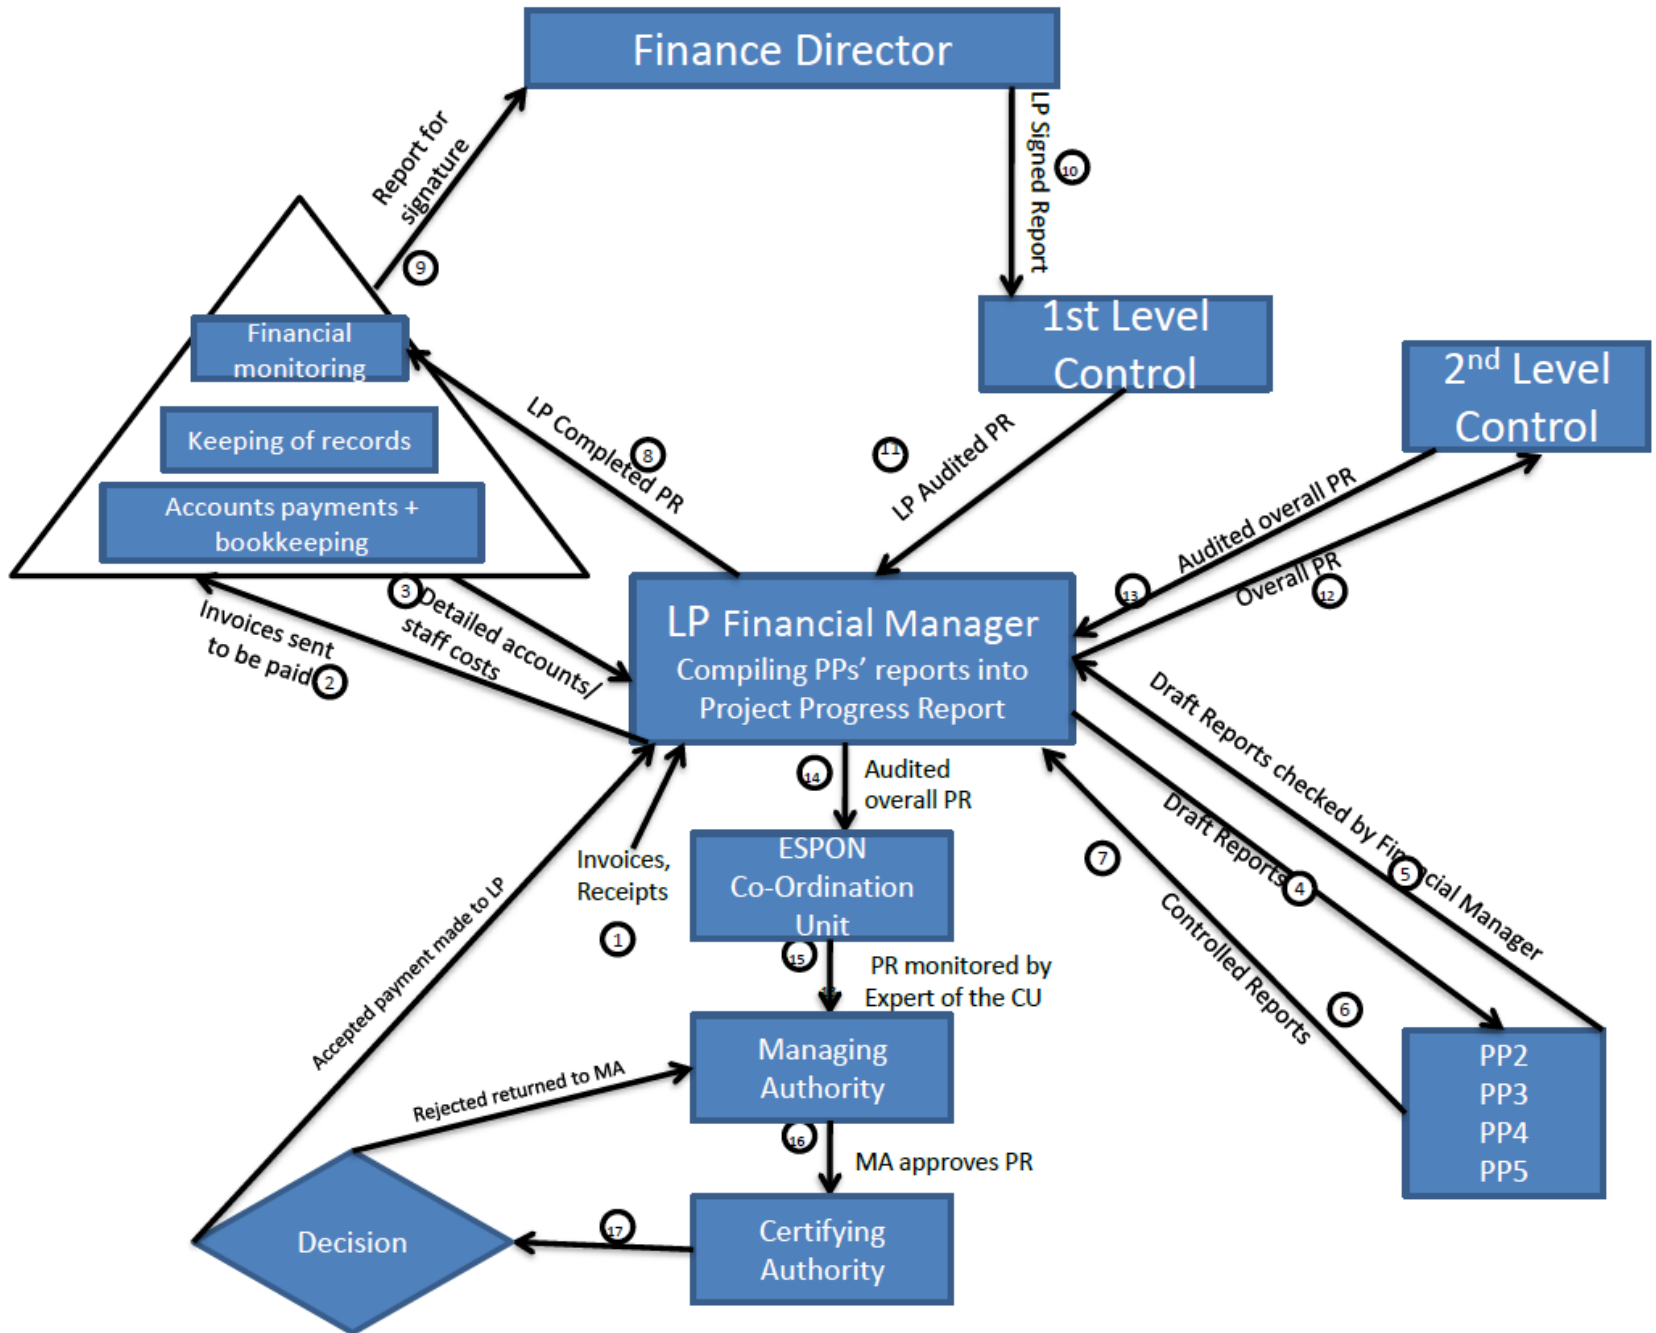 Finance Director
Report for
signature
9
LP Signed Report
10
Financial
monitoring
Keeping of records
Accounts payments +
bookkeeping
1st Level
Control
2nd Level
Control
LP Completed PR
8
11
LP Audited PR
Audited overall PR
13
Overall PR
12
3
Detailed accounts/
staff costs
Invoices sent
to be paid
2
LP Financial Manager
Compiling PPs’ reports into
Project Progress Report
14
Audited
overall PR
Invoices,
Receipts
1
Accepted payment made to LP
ESPON
Co-Ordination
Unit
15
PR monitored by
Expert of the CU
Draft Reports checked by Financial Manager
5
Draft Reports
4
7
Controlled Reports
6
PP2
PP3
PP4
PP5
Managing
Authority
Rejected returned to MA
16
MA approves PR
Certifying
Authority
17
Decision